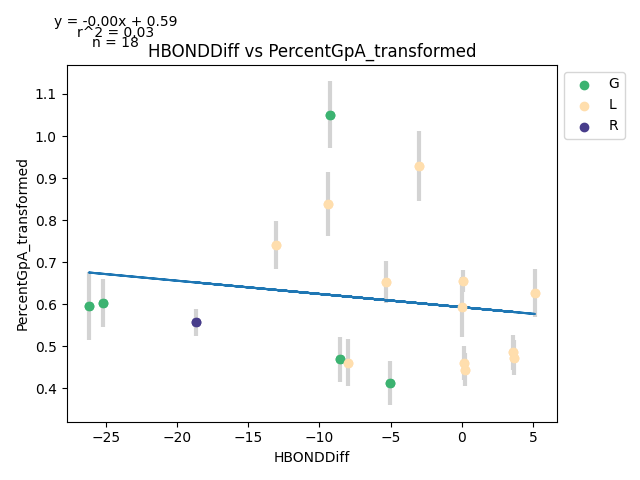 y = -0.00x + 0.59
r^2 = 0.03
n = 18
HBONDDiff vs PercentGpA_transformed
G
L
R
PercentGpA_transformed
1.1
1.0
0.9
0.8
0.7
0.6
0.5
0.4
−25
−20
−15
−10
−5
0
5
HBONDDiff